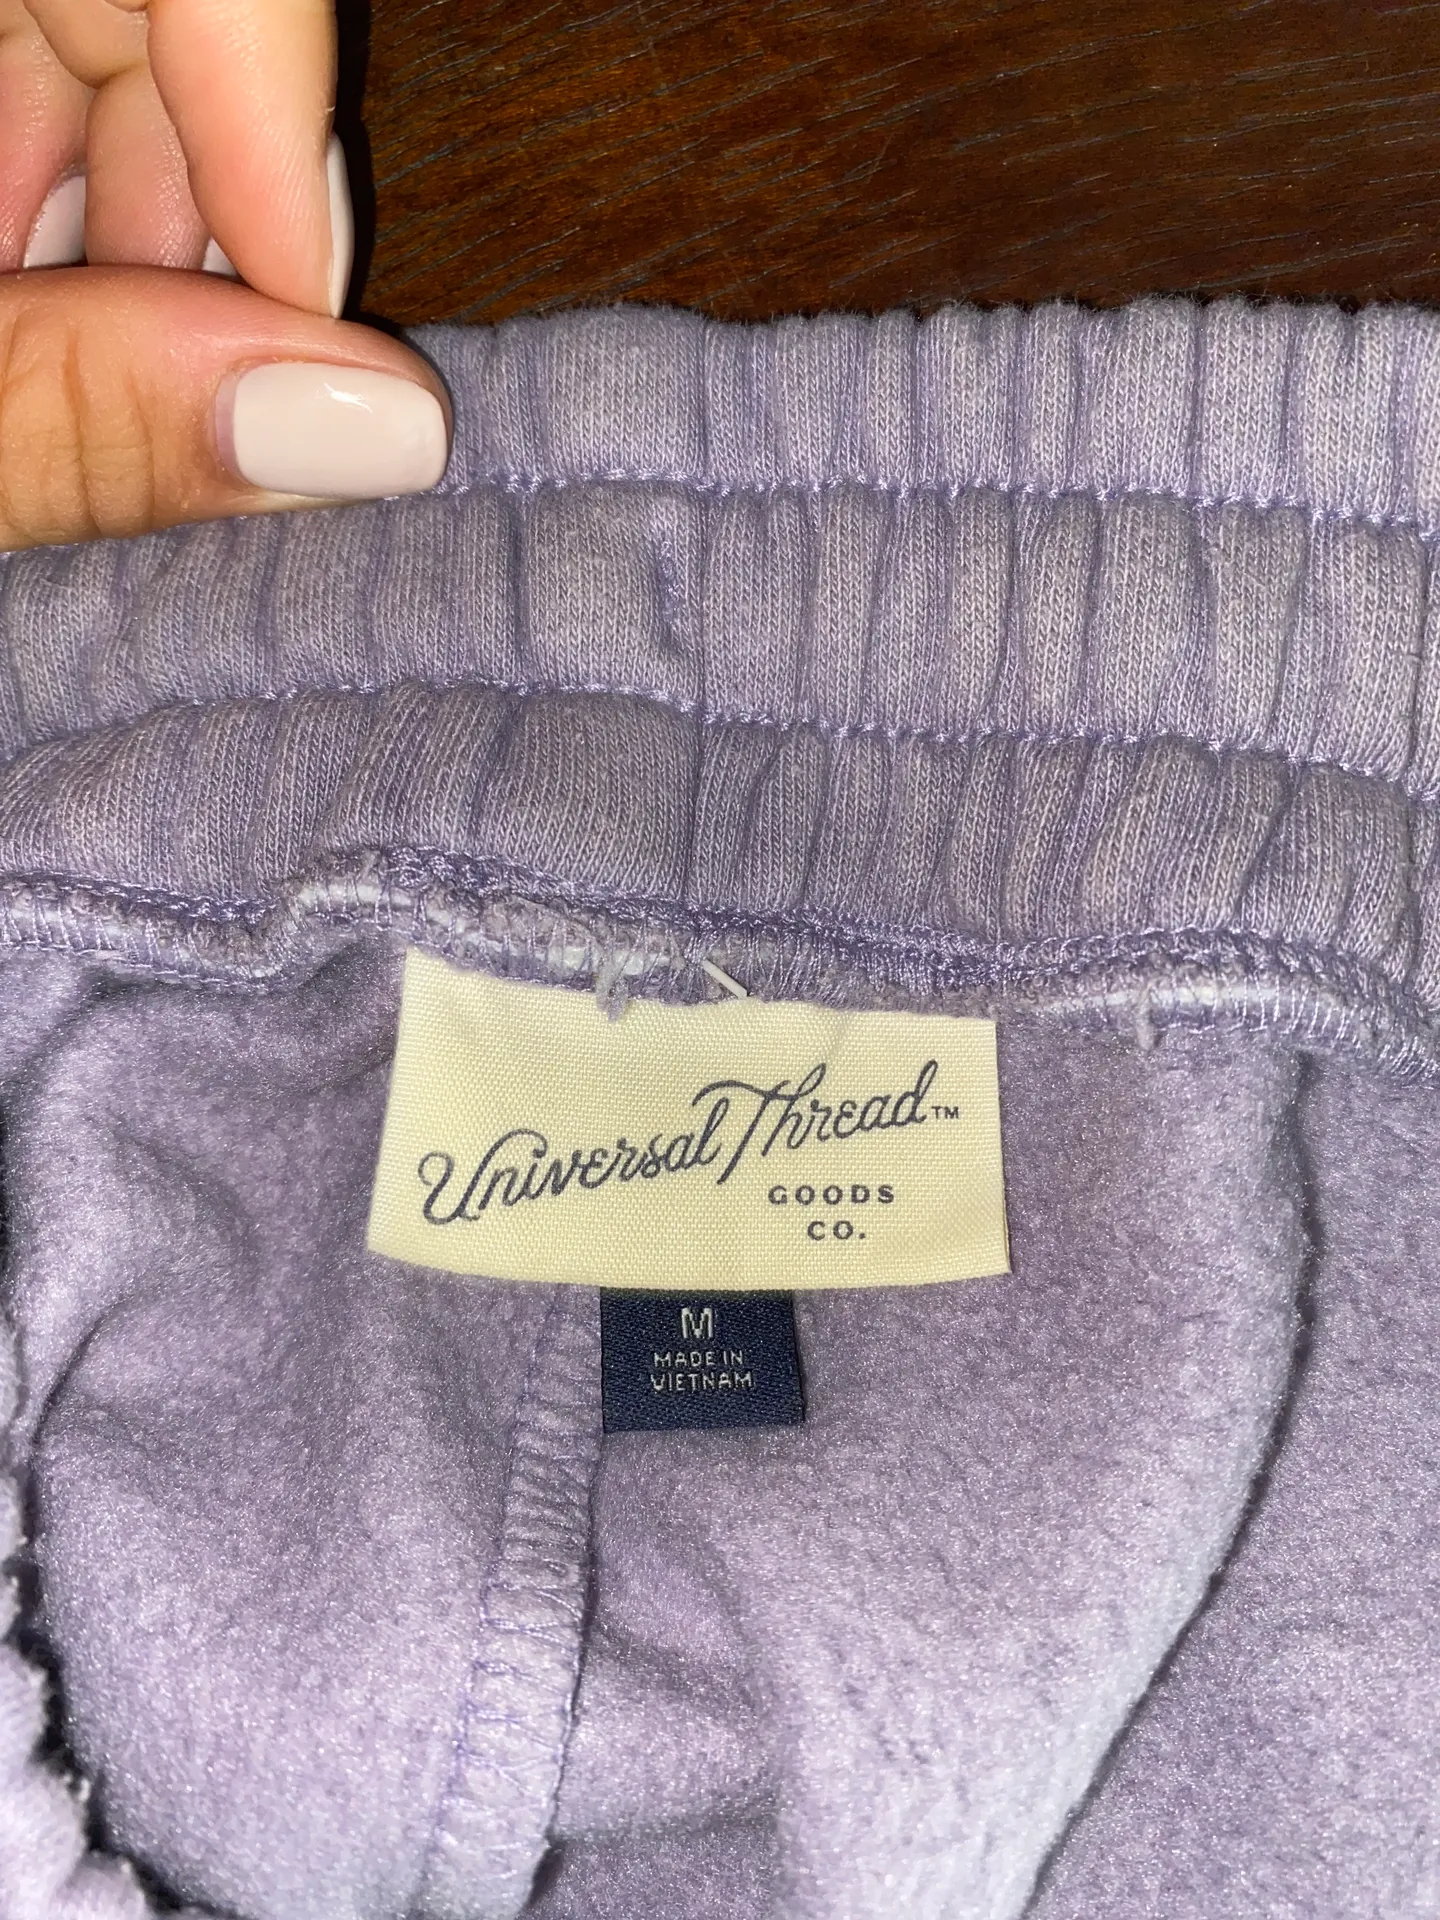 Universal Thread™
GOODS
CO.
M
MADE IN
VIETNAM